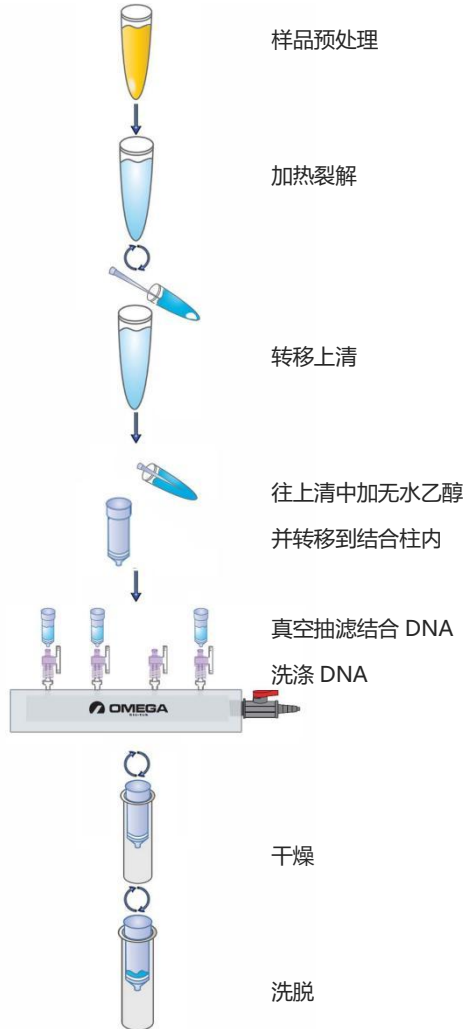 样品预处理
加热裂解
转移上清
往上清中加无水乙醇
并转移到结合柱内
真空抽滤结合 DNA
洗涤 DNA
OMEGA
干燥
洗脱